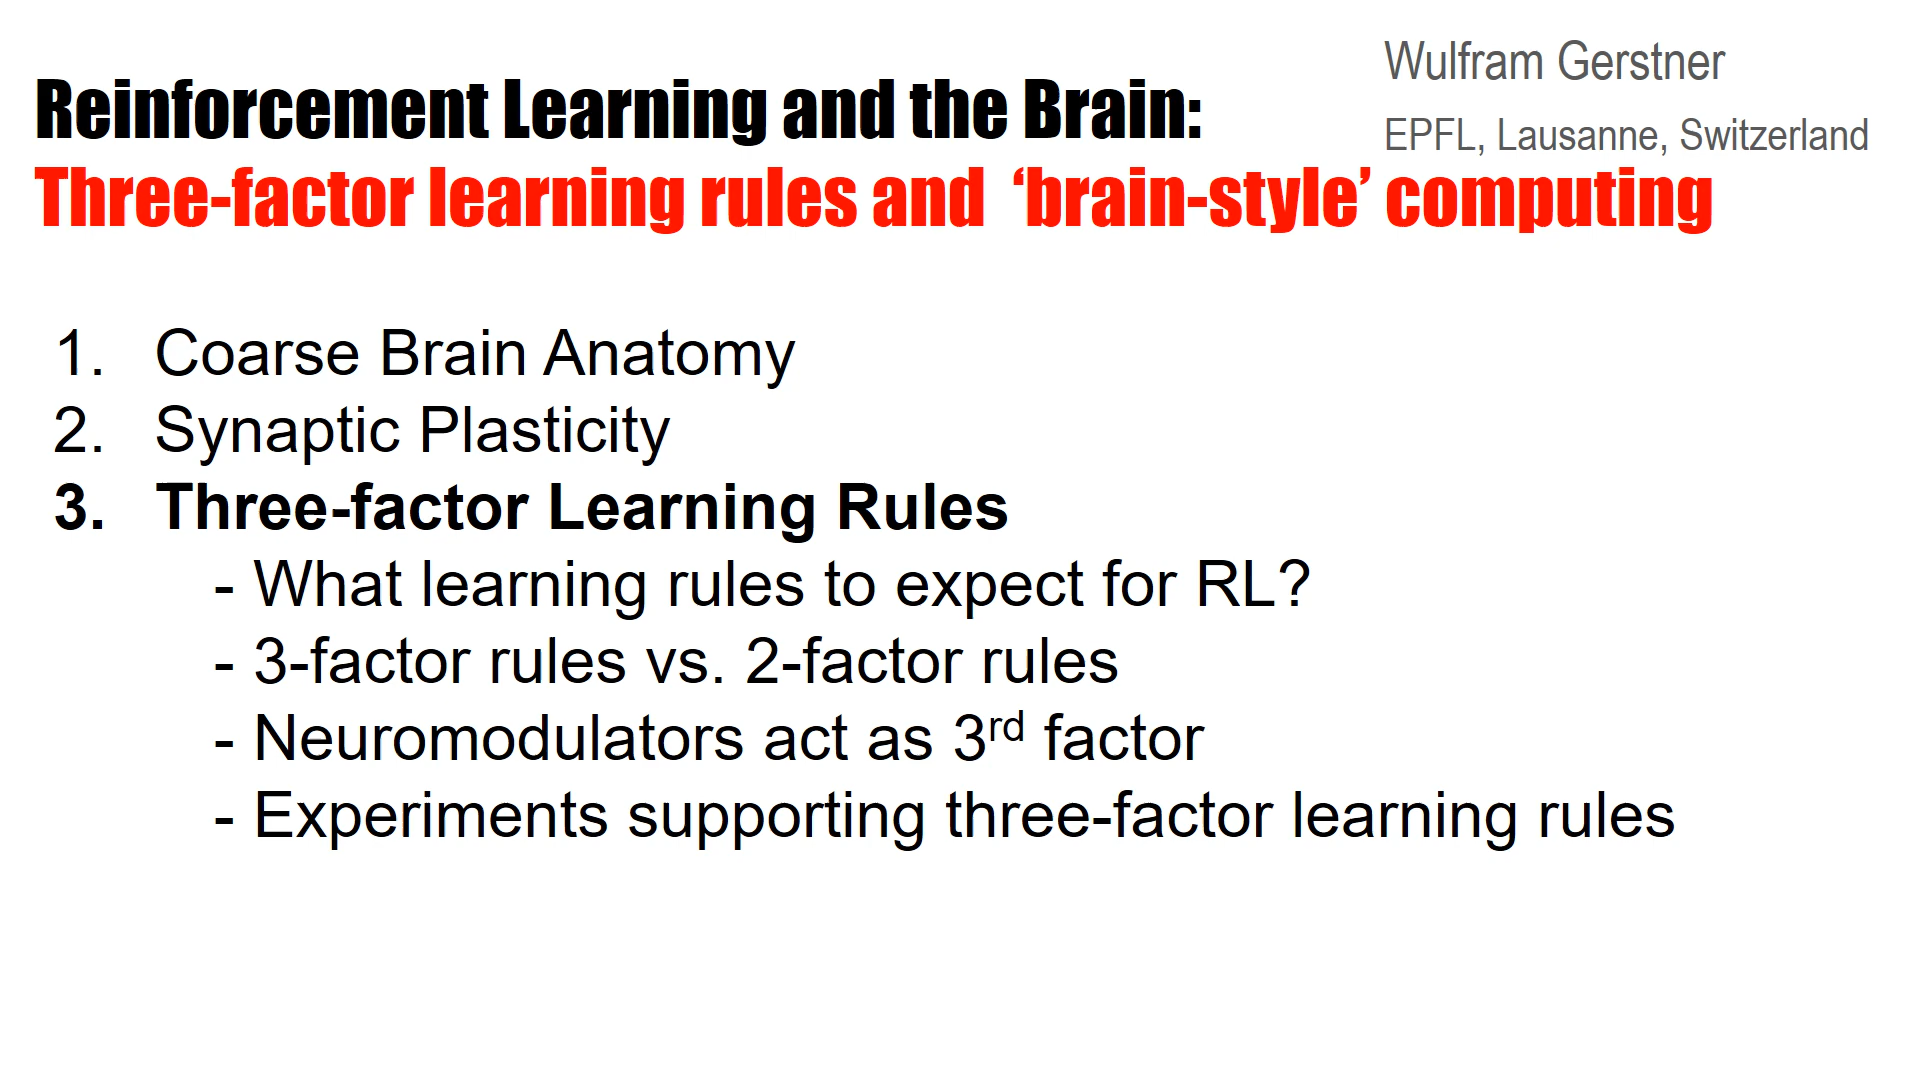 Wulfram Gerstner
EPFL, Lausanne, Switzerland
Reinforcement Learning and the Brain:
Three-factor learning rules and ‘brain-style’ computing
1. Coarse Brain Anatomy
2. Synaptic Plasticity
3. Three-factor Learning Rules
- What learning rules to expect for RL?
- 3-factor rules vs. 2-factor rules
- Neuromodulators act as 3rd factor
- Experiments supporting three-factor learning rules